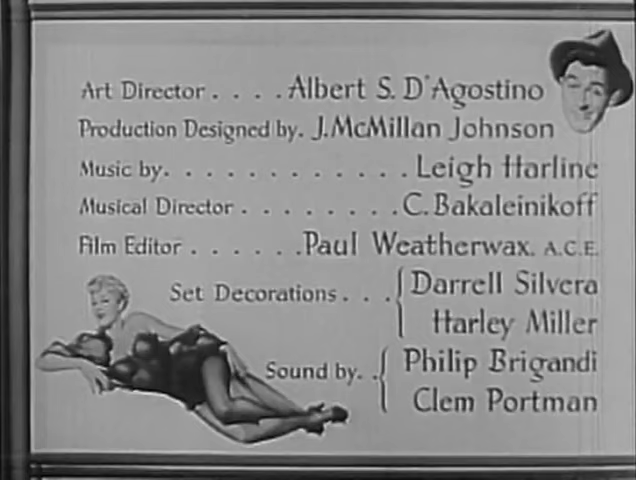 Art Director . . . . Albert S. D'Agostino
Production Designed by. J. McMillan Johnson
Music by. . . . . . . . . . . . . Leigh Harline
Musical Director . . . . . . . . C. Bakaleinikoff
Film Editor . . . . . . Paul Weatherwax, A.C.E.
Set Decorations . . . { Darrell Silvera
Harley Miller
Sound by. . { Philip Brigandi
Clem Portman